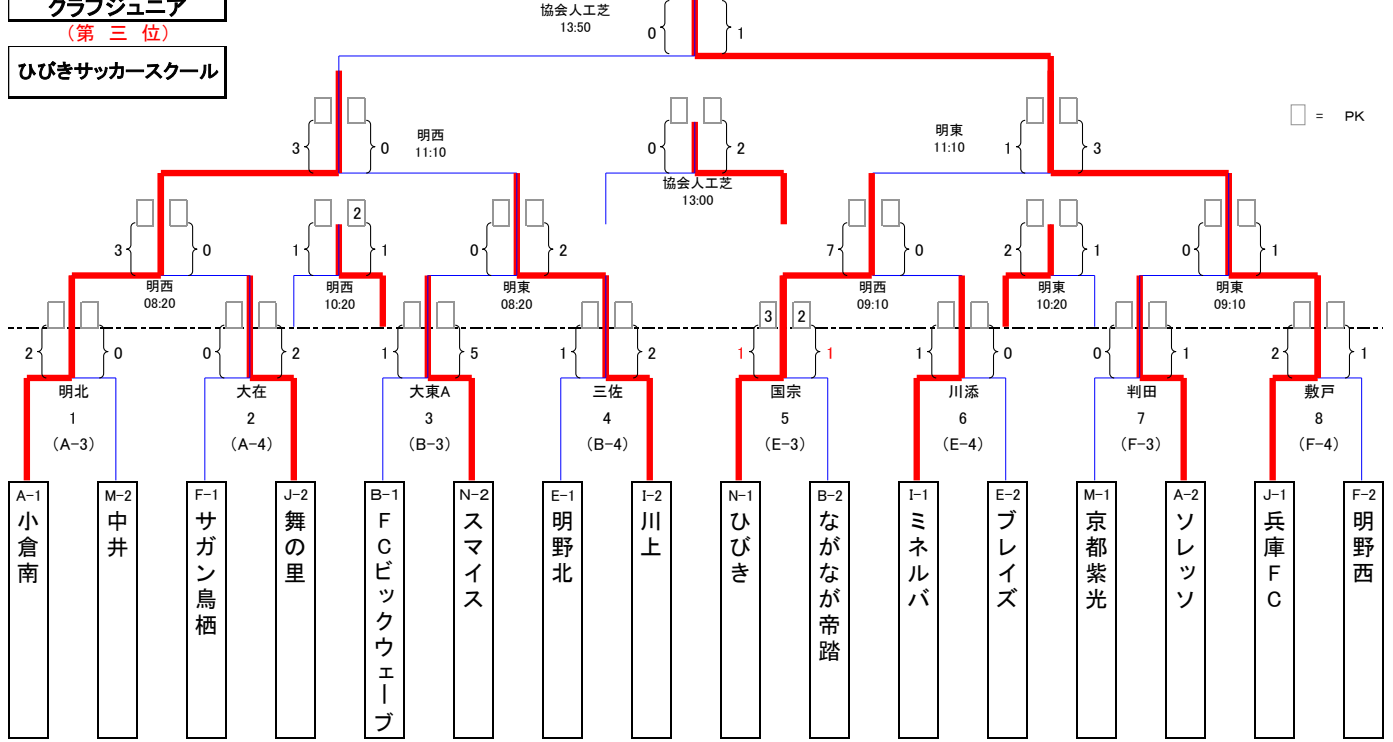 クラブジュニア
(第 三 位)
ひびきサッカースクール
協会人工芝
13:50
0 1
□ = PK
明西
11:10
3 0
協会人工芝
13:00
0 2
明東
11:10
1 3
明西
08:20
3 0
明西
10:20
2
1 1
明東
08:20
0 2
明西
09:10
7 0
明東
10:20
2 1
明東
09:10
0 1
2 0
明北
1
(A-3)
0 2
大在
2
(A-4)
1 5
大東A
3
(B-3)
1 2
三佐
4
(B-4)
3 2
1 1
国宗
5
(E-3)
1 0
川添
6
(E-4)
0 1
判田
7
(F-3)
2 1
敷戸
8
(F-4)
A-1
小倉南
M-2
中井
F-1
サガン鳥栖
J-2
舞の里
B-1
FCビックウェーブ
N-2
スマイス
E-1
明野北
I-2
川上
N-1
ひびき
B-2
ながなが帝踏
I-1
ミネルバ
E-2
ブレイズ
M-1
京都紫光
A-2
ソレッソ
J-1
兵庫FC
F-2
明野西